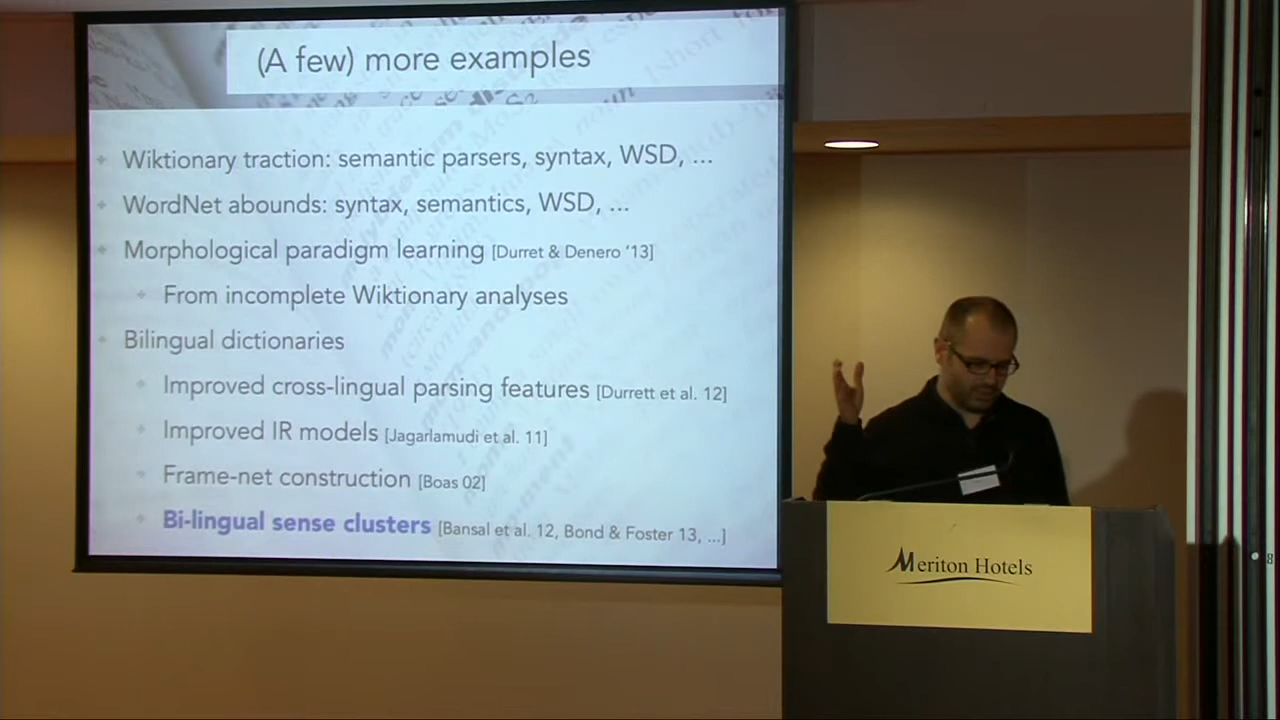 (A few) more examples
Wiktionary traction: semantic parsers, syntax, WSD, ...
WordNet abounds: syntax, semantics, WSD, ...
Morphological paradigm learning [Durret & Denero '13]
From incomplete Wiktionary analyses
Bilingual dictionaries
Improved cross-lingual parsing features [Durrett et al. 12]
Improved IR models [Jagarlamudi et al. 11]
Frame-net construction [Boas 02]
Bi-lingual sense clusters [Bansal et al. 12, Bond & Foster 13, ...]
Meriton Hotels